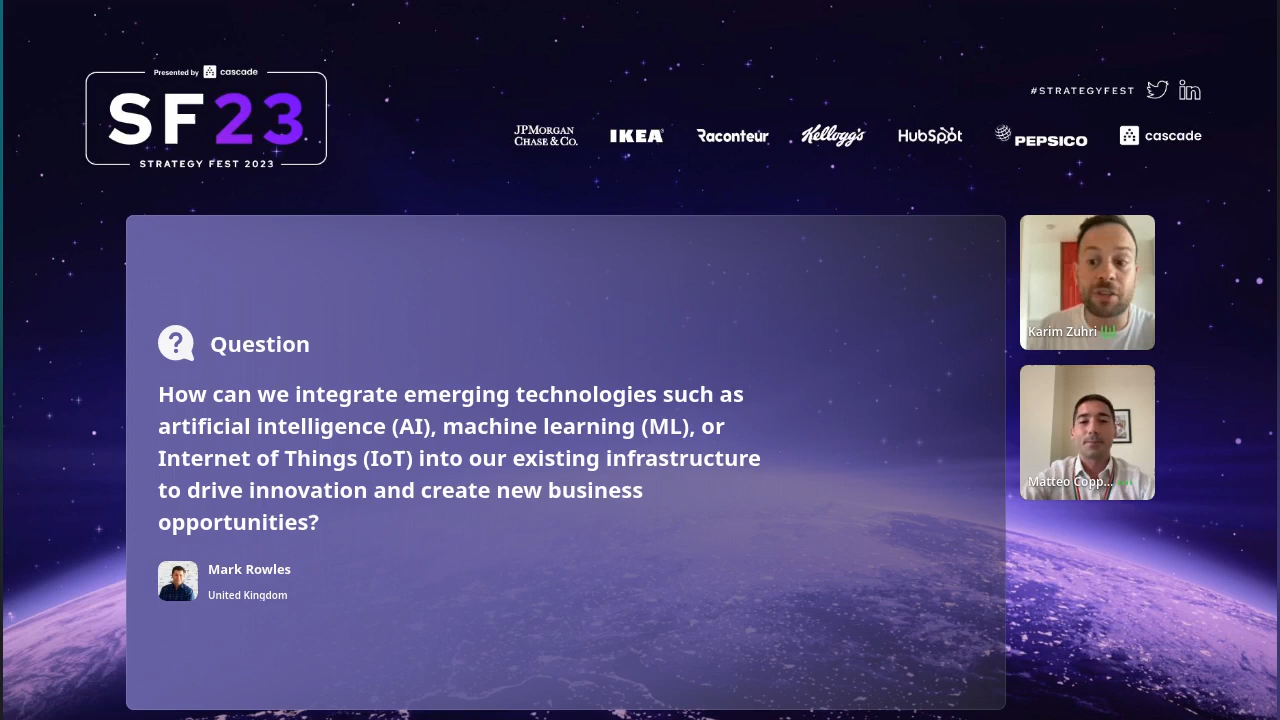 Presented by cascade
SF23
STRATEGY FEST 2023
#STRATEGYFEST
in
JPMORGAN
CHASE & CO.
IKEA
Raconteur
Kellogg's
HubSpot
PEPSICO
cascade
Question
How can we integrate emerging technologies such as
artificial intelligence (AI), machine learning (ML), or
Internet of Things (IoT) into our existing infrastructure
to drive innovation and create new business
opportunities?
Mark Rowles
United Kingdom
Karim Zuhri
Matteo Copp...